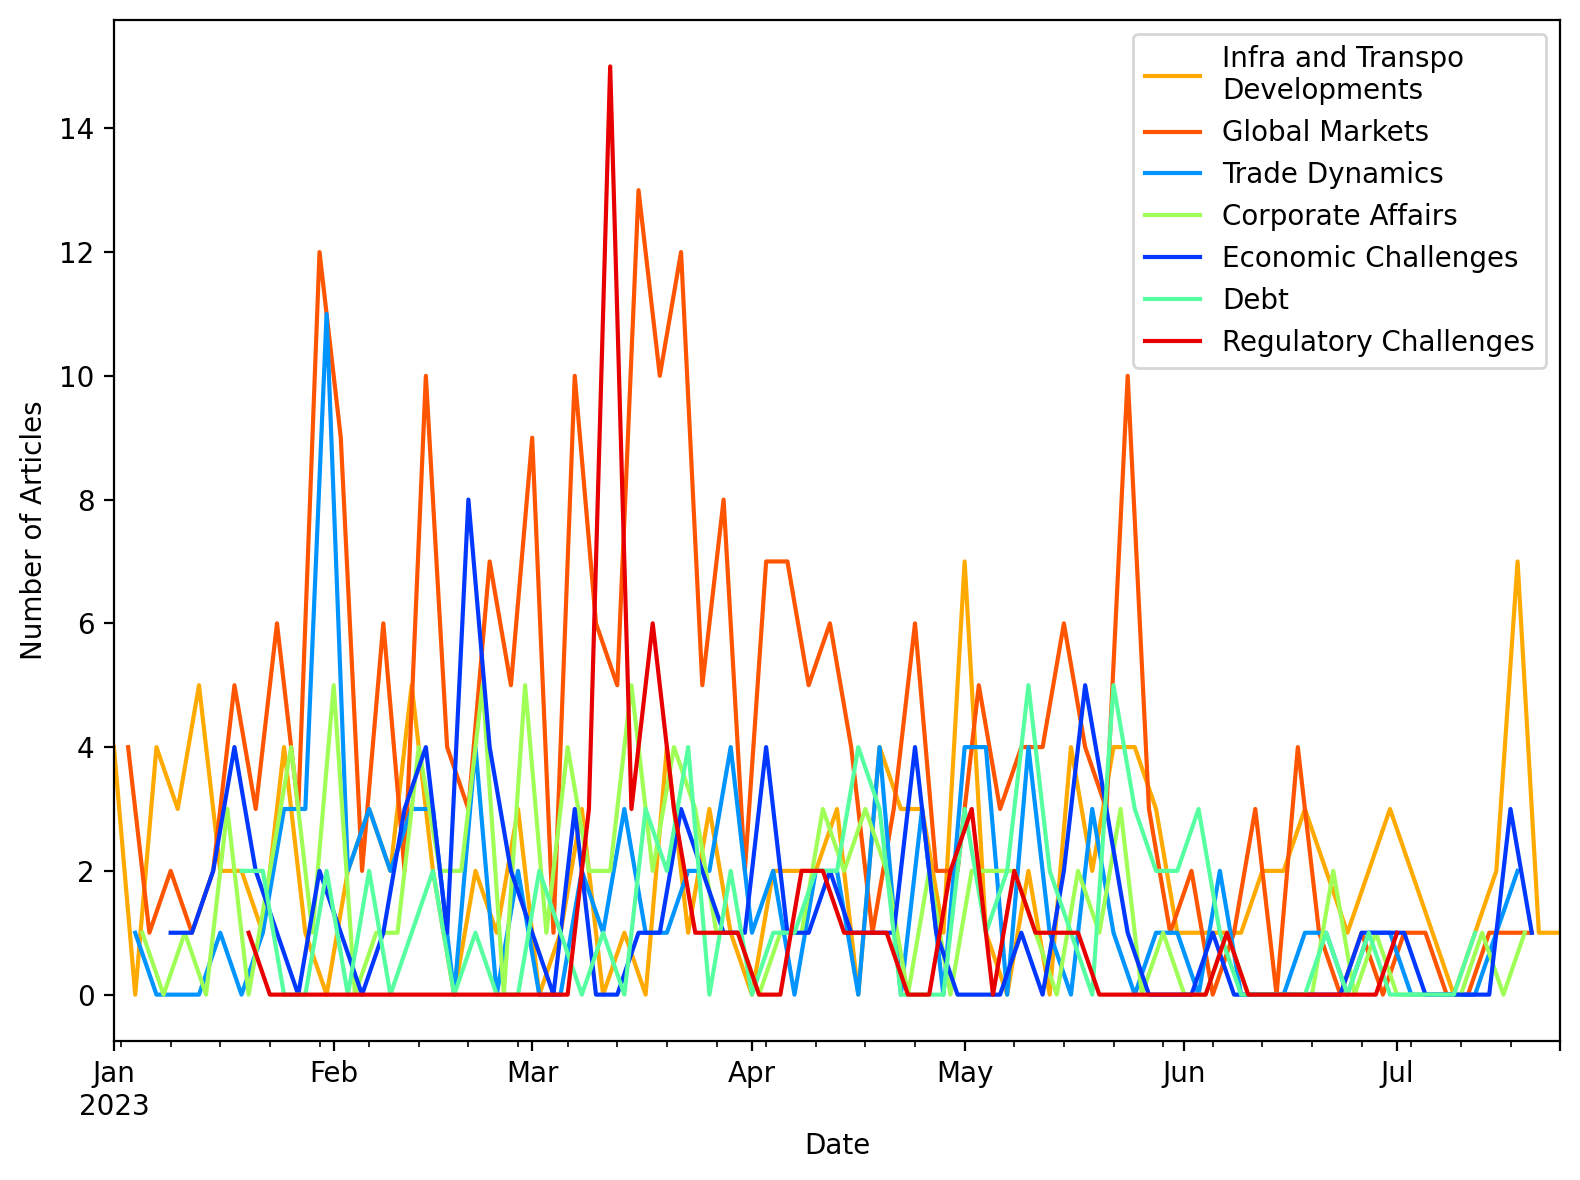 Infra and Transpo
Developments
Global Markets
Trade Dynamics
Corporate Affairs
Economic Challenges
Debt
Regulatory Challenges
Number of Articles
14
12
10
8
6
4
2
0
Jan Feb Mar Apr May Jun Jul
2023
Date